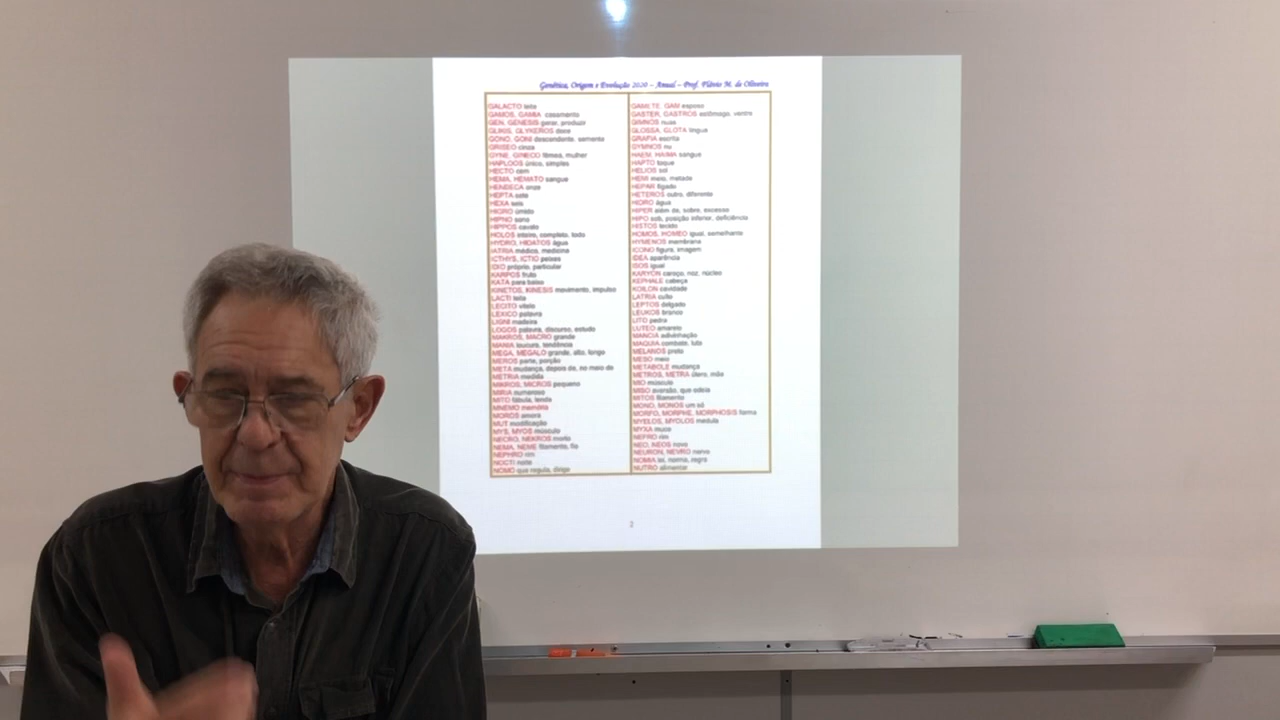 Genética, Origem e Evolução 2020 – Anual – Prof. Flávio M. de Oliveira
GALACTO leite
GAMOS, GAMIA casamento
GEN, GENESIS gerar, produzir
GLIKIS, GLYKEROS doce
GONO, GONI descendente, semente
GRISEO cinza
GYNE, GINECO fêmea, mulher
HAPLOOS único, simples
HECTO cem
HEMA, HEMATO sangue
HENDECA onze
HEPTA sete
HEXA seis
HIGRO úmido
HIPNO sono
HIPPOS cavalo
HOLOS inteiro, completo, todo
HYDRO, HIDATOS água
IATRIA médico, medicina
ICTHYS, ICTIO peixes
IDIO próprio, particular
KARPOS fruto
KATA para baixo
KINETOS, KINESIS movimento, impulso
LACTI leite
LECITO vitelo
LEXICO palavra
LIGNI madeira
LOGOS palavra, discurso, estudo
MAKROS, MACRO grande
MANIA loucura, tendência
MEGA, MEGALO grande, alto, longo
MEROS parte, porção
META mudança, depois de, no meio de
METRIA medida
MIKROS, MICROS pequeno
MIRIA numeroso
MITO fábula, lenda
MNEMO memória
MOROS amora
MUT modificação
MYS, MYOS músculo
NECRO, NEKROS morto
NEMA, NEME filamento, fio
NEPHRO rim
NOCTI noite
NOMO que regula, dirige
GAMETE, GAM esposo
GASTER, GASTROS estômago, ventre
GIMNOS nuas
GLOSSA, GLOTA língua
GRAFIA escrita
GYMNOS nu
HAEM, HAIMA sangue
HAPTO toque
HELIOS sol
HEMI meio, metade
HEPAR fígado
HETEROS outro, diferente
HIDRO água
HIPER além de, sobre, excesso
HIPO sob, posição inferior, deficiência
HISTOS tecido
HOMOS, HOMEO igual, semelhante
HYMENOS membrana
ICONO figura, imagem
IDEA aparência
ISOS igual
KARYON caroço, noz, núcleo
KEPHALE cabeça
KOILON cavidade
LATRIA culto
LEPTOS delgado
LEUKOS branco
LITO pedra
LUTEO amarelo
MANCIA adivinhação
MAQUIA combate, luta
MELANOS preto
MESO meio
METABOLE mudança
METROS, METRA útero, mãe
MIO músculo
MISO aversão, que odeia
MITOS filamento
MONO, MONOS um só
MORFO, MORPHE, MORPHOSIS forma
MYELOS, MYOLOS medula
MYXA muco
NEFRO rim
NEO, NEOS novo
NEURON, NEVRO nervo
NOMIA lei, norma, regra
NUTRO alimentar
2